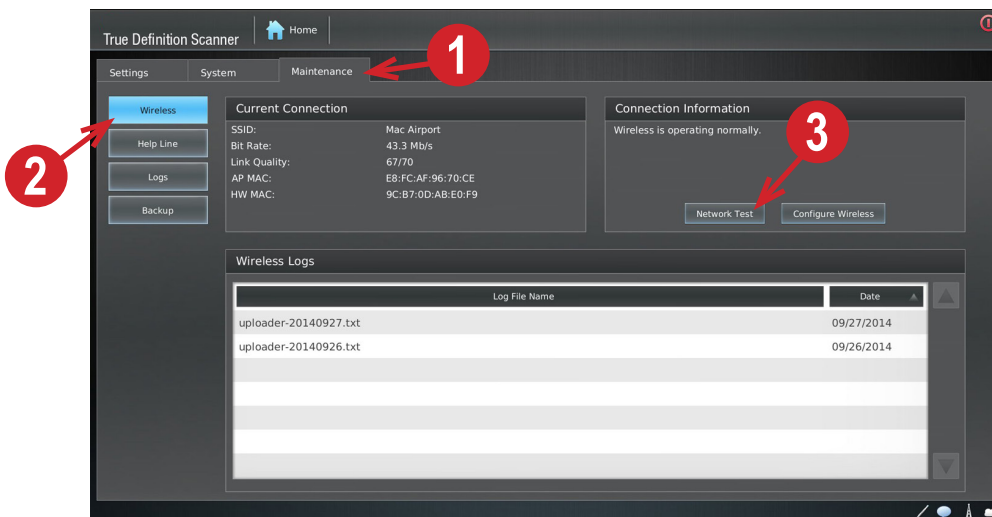 True Definition Scanner
Home
1
Settings
System
Maintenance
Wireless
Help Line
Logs
Backup
2
Current Connection
SSID: Mac Airport
Bit Rate: 43.3 Mb/s
Link Quality: 67/70
AP MAC: E8:FC:AF:96:70:CE
HW MAC: 9C:B7:0D:AB:E0:F9
Connection Information
Wireless is operating normally.
3
Network Test
Configure Wireless
Wireless Logs
Log File Name Date
uploader-20140927.txt 09/27/2014
uploader-20140926.txt 09/26/2014